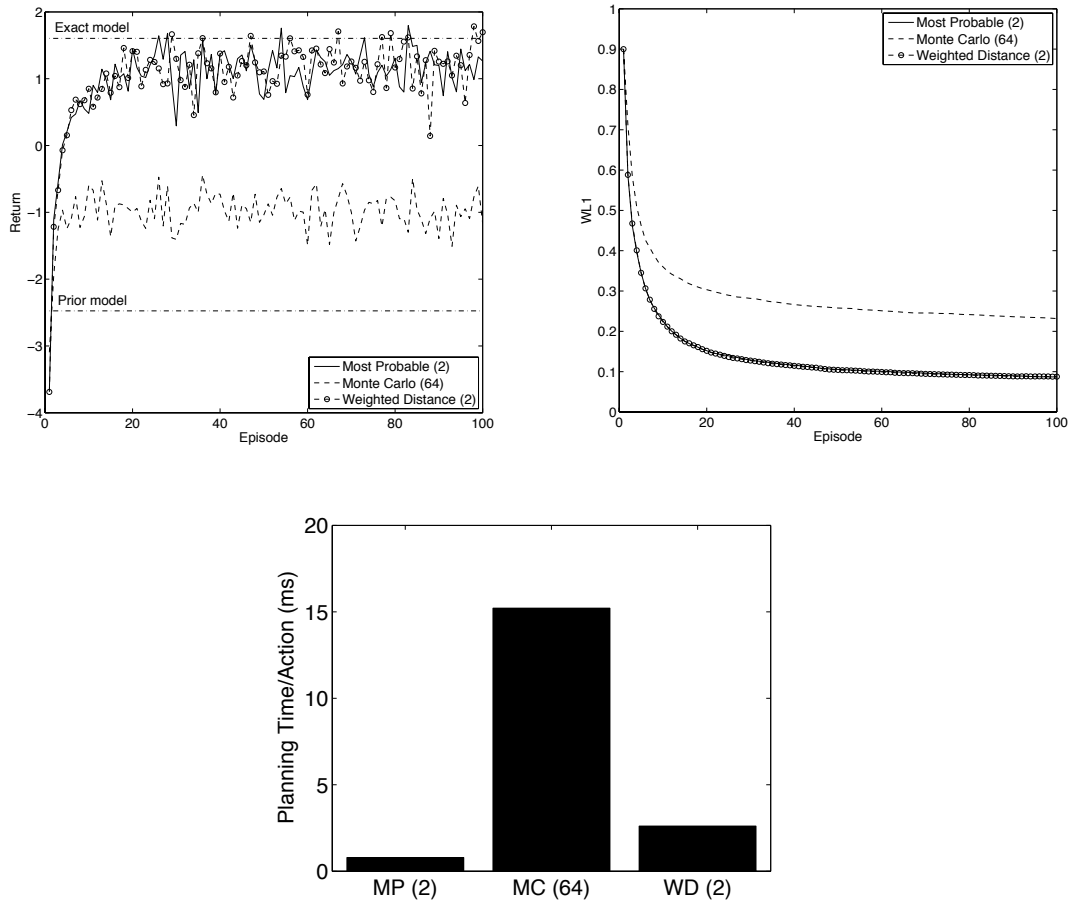 2
1
0
−1
−2
−3
−4
Return
Exact model
Prior model
Most Probable (2)
Monte Carlo (64)
Weighted Distance (2)
0 20 40 60 80 100
Episode
1
0.9
0.8
0.7
0.6
0.5
0.4
0.3
0.2
0.1
0
WL1
Most Probable (2)
Monte Carlo (64)
Weighted Distance (2)
0 20 40 60 80 100
Episode
20
15
10
5
0
Planning Time/Action (ms)
MP (2) MC (64) WD (2)